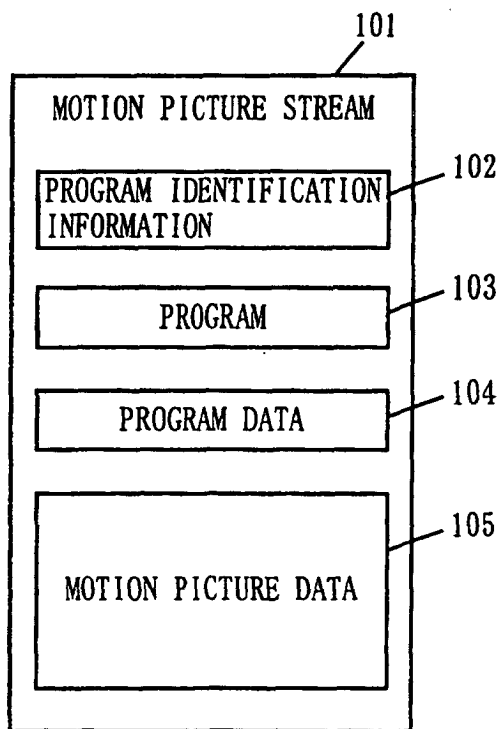 101
MOTION PICTURE STREAM
102
PROGRAM IDENTIFICATION
INFORMATION
103
PROGRAM
104
PROGRAM DATA
105
MOTION PICTURE DATA